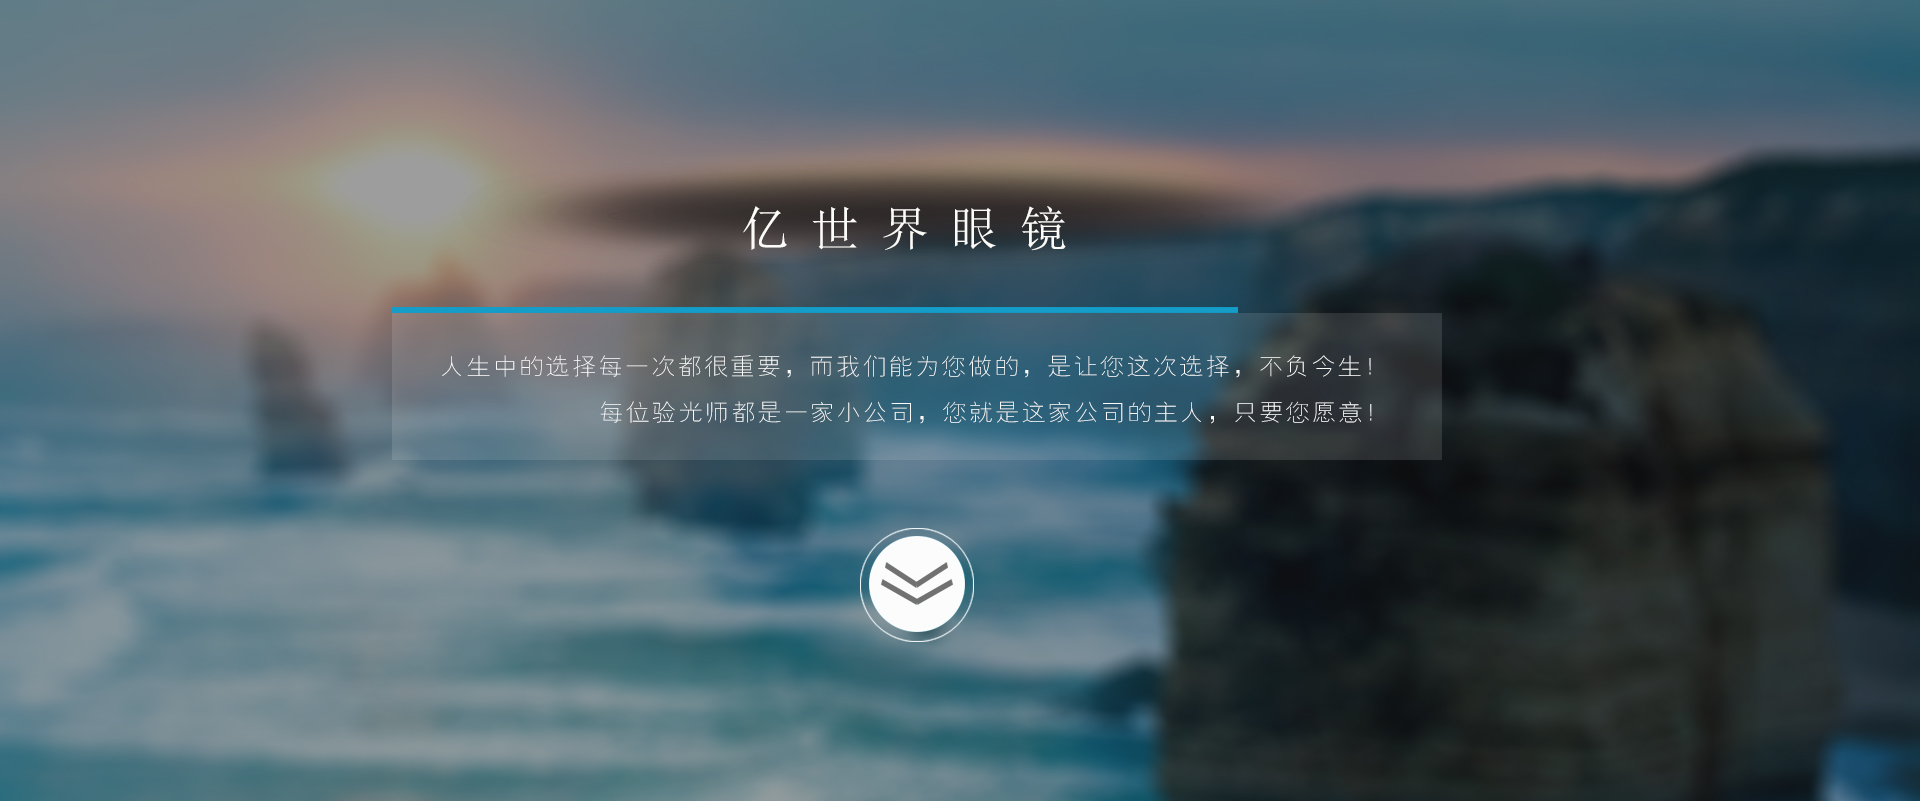 亿世界眼镜
人生中的选择每一次都很重要，而我们能为您做的，是让您这次选择，不负今生！
每位验光师都是一家小公司，您就是这家公司的主人，只要您愿意！